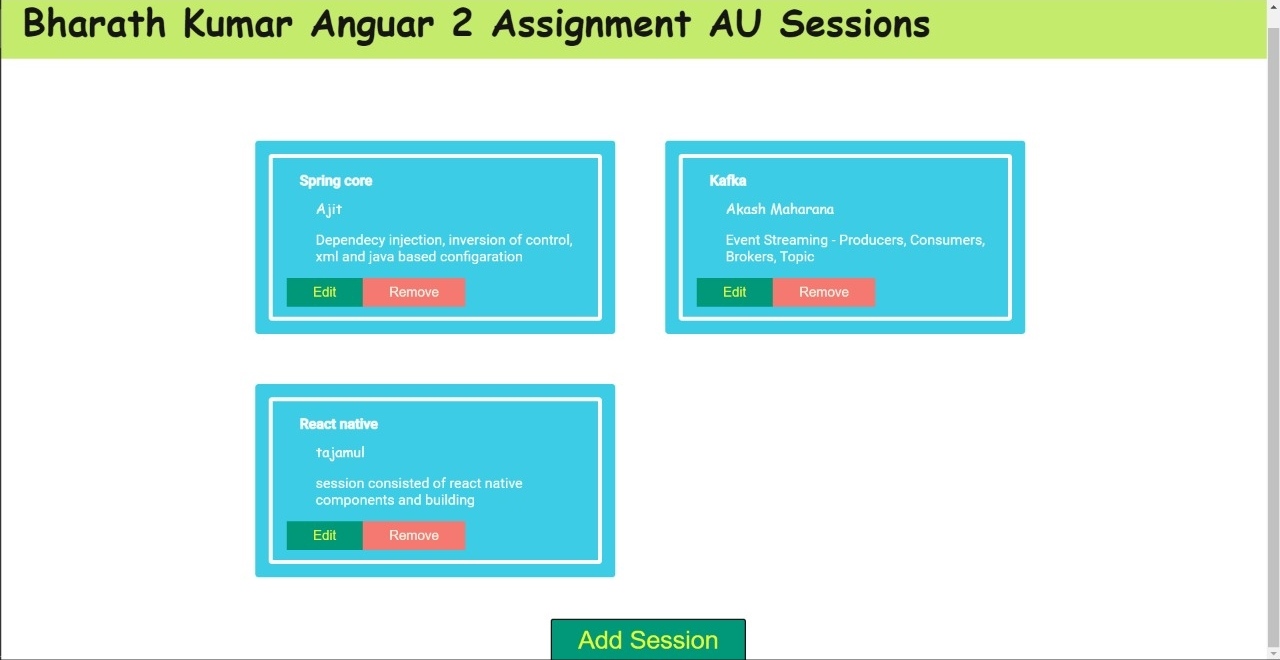 Bharath Kumar Anguar 2 Assignment AU Sessions
Spring core
Ajit
Dependecy injection, inversion of control,
xml and java based configaration
Edit Remove
Kafka
Akash Maharana
Event Streaming - Producers, Consumers,
Brokers, Topic
Edit Remove
React native
tajamul
session consisted of react native
components and building
Edit Remove
Add Session